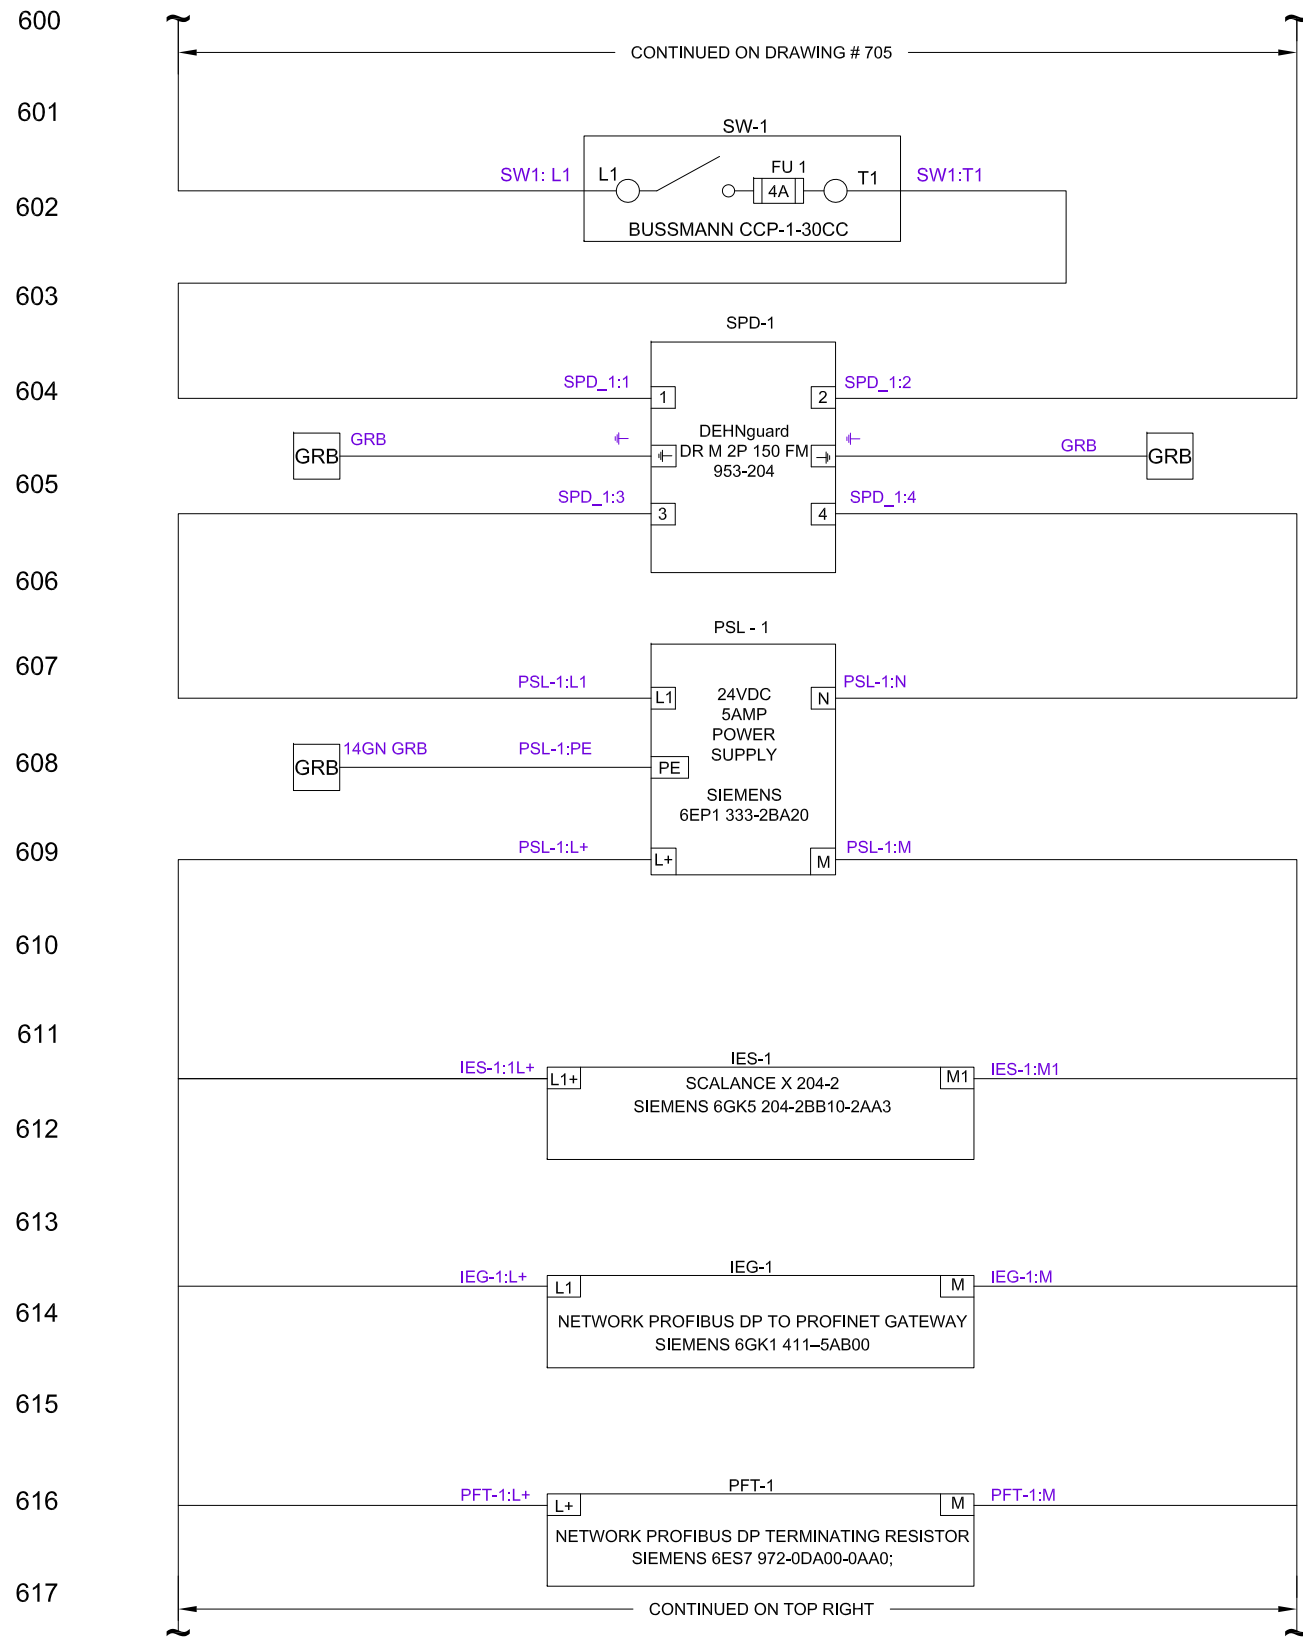 600
CONTINUED ON DRAWING # 705
601
SW-1
SW1: L1
L1
FU 1
4A
T1
SW1:T1
602
BUSSMANN CCP-1-30CC
603
SPD-1
604
SPD_1:1
1
2
SPD_1:2
DEHNguard
DR M 2P 150 FM
953-204
GRB
GRB
GRB
GRB
605
SPD_1:3
3
4
SPD_1:4
606
PSL - 1
607
PSL-1:L1
L1
N
PSL-1:N
24VDC
5AMP
POWER
SUPPLY
608
GRB
14GN GRB
PSL-1:PE
PE
SIEMENS
6EP1 333-2BA20
609
PSL-1:L+
L+
M
PSL-1:M
610
611
IES-1
IES-1:1L+
L1+
M1
IES-1:M1
SCALANCE X 204-2
SIEMENS 6GK5 204-2BB10-2AA3
612
613
IEG-1
IEG-1:L+
L1
M
IEG-1:M
614
NETWORK PROFIBUS DP TO PROFINET GATEWAY
SIEMENS 6GK1 411–5AB00
615
PFT-1
616
PFT-1:L+
L+
M
PFT-1:M
NETWORK PROFIBUS DP TERMINATING RESISTOR
SIEMENS 6ES7 972-0DA00-0AA0;
617
CONTINUED ON TOP RIGHT